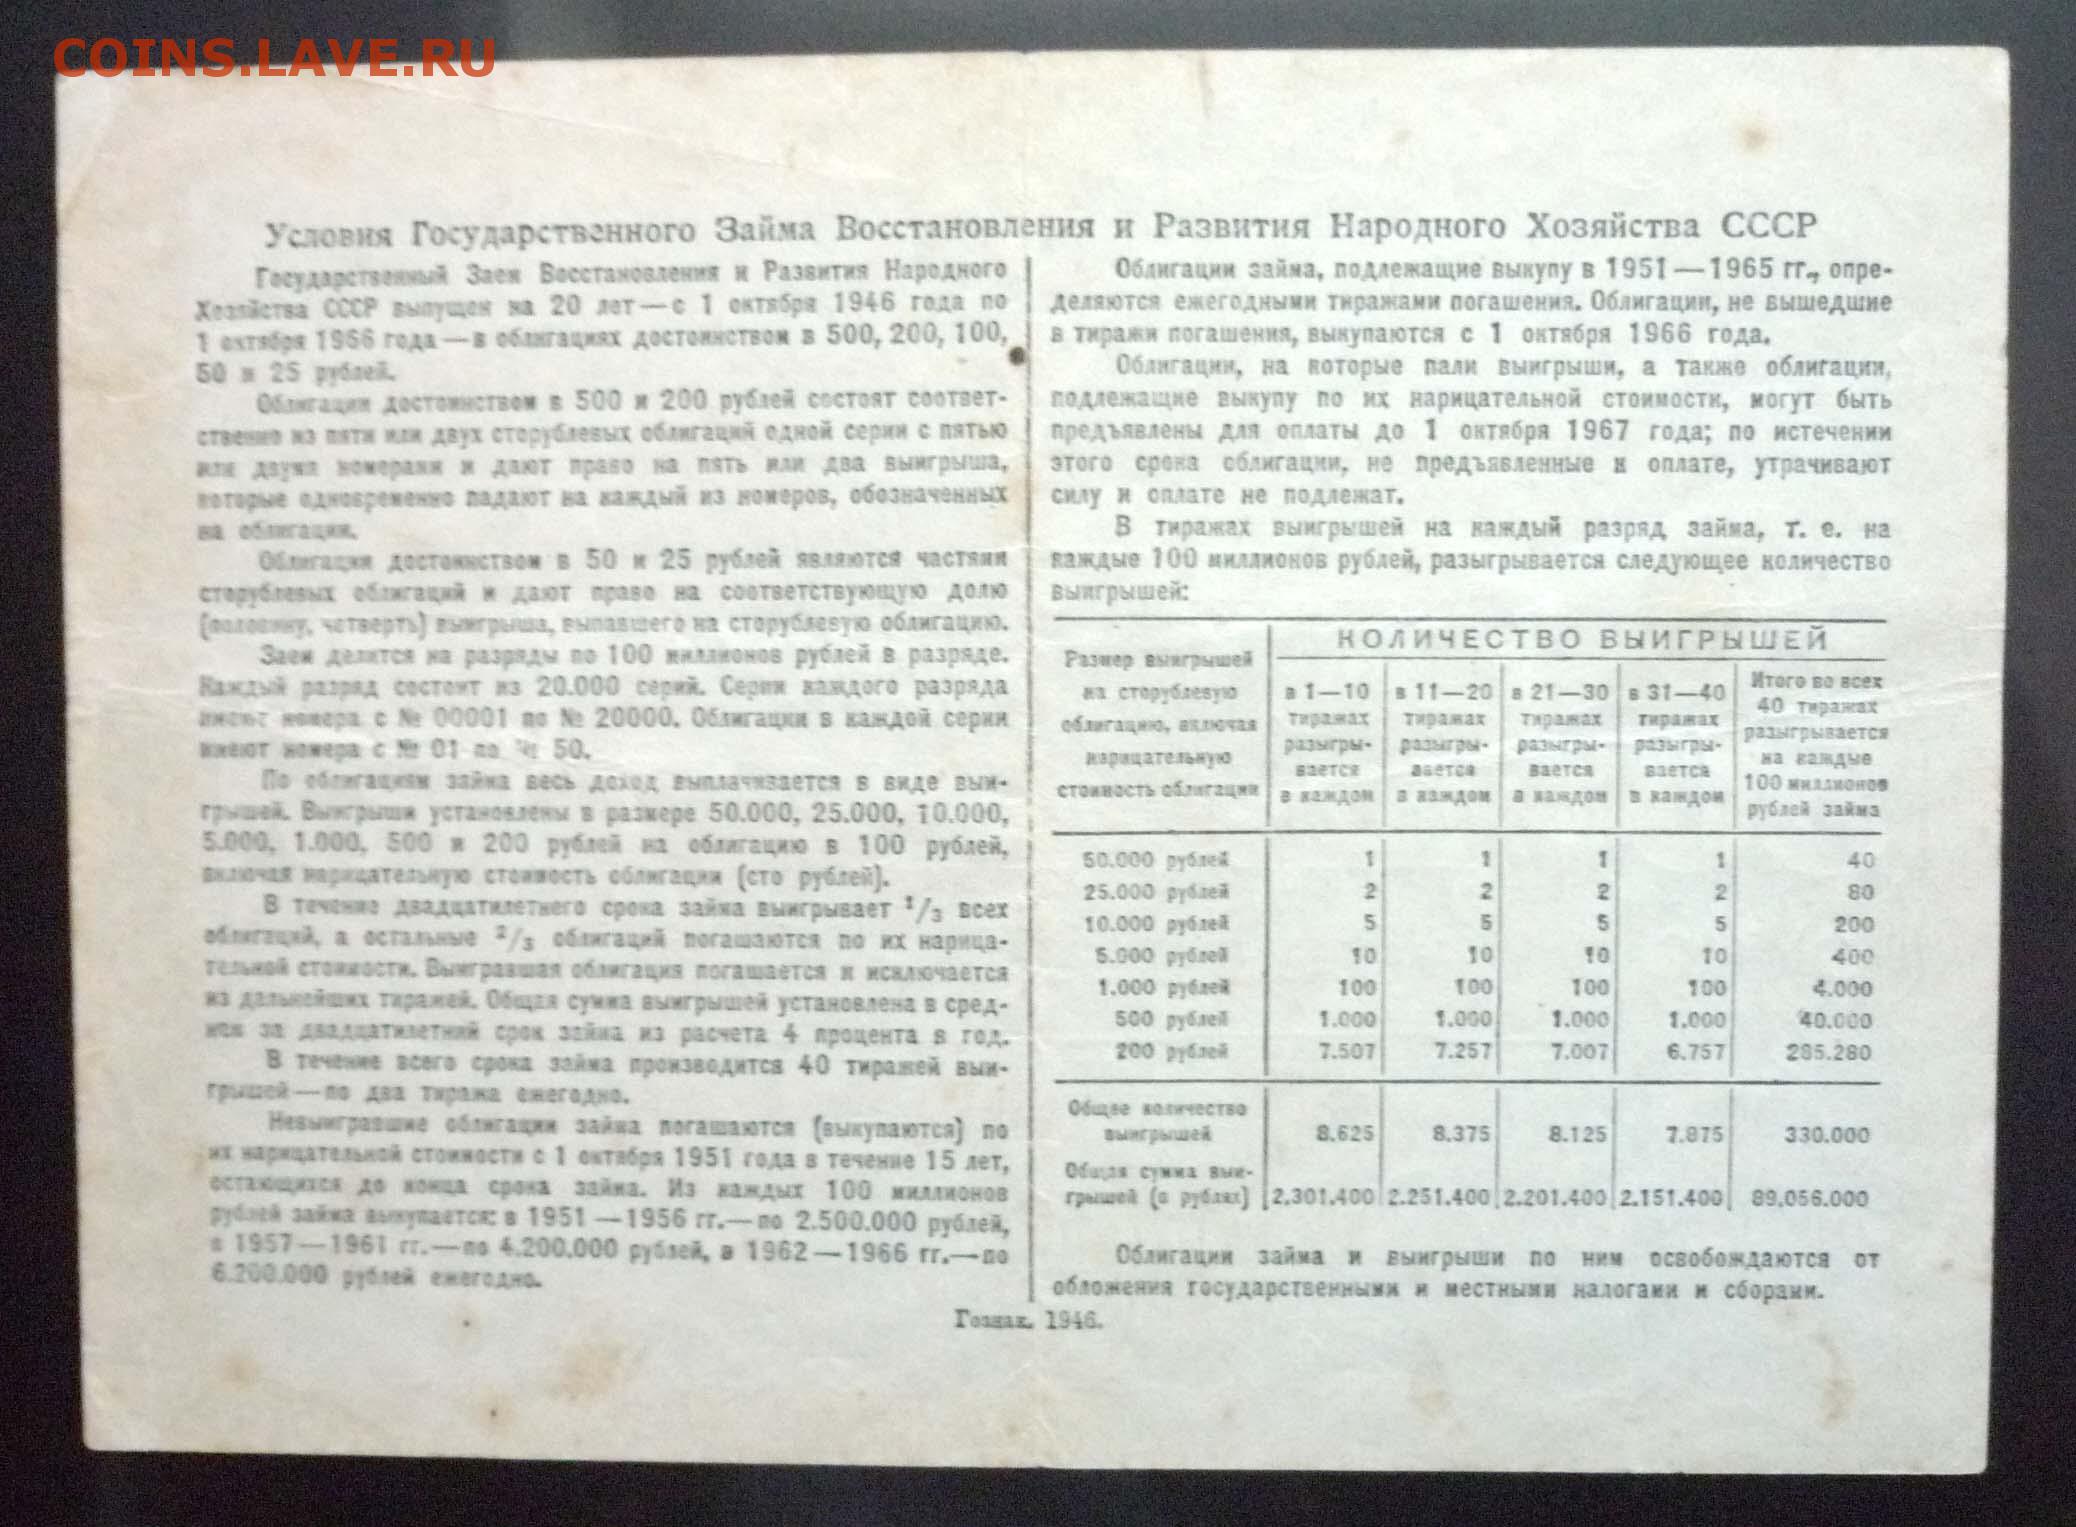 COINS.LAVE.RU
Условия Государственного Займа Восстановления и Развития Народного Хозяйства СССР
Государственный Заем Восстановления и Развития Народного
Хозяйства СССР выпущен на 20 лет — с 1 октября 1946 года по
1 октября 1966 года — в облигациях достоинством в 500, 200, 100,
50 и 25 рублей.
Облигации достоинством в 500 и 200 рублей состоят соответ-
ственно из пяти или двух сторублевых облигаций одной серии с пятью
или двумя номерами и дают право на пять или два выигрыша,
которые одновременно падают на каждый из номеров, обозначенных
на облигации.
Облигации достоинством в 50 и 25 рублей являются частями
сторублевых облигаций и дают право на соответствующую долю
(половину, четверть) выигрыша, выпавшего на сторублевую облигацию.
Заем делится на разряды по 100 миллионов рублей в разряде.
Каждый разряд состоит из 20.000 серий. Серии каждого разряда
имеют номера с № 00001 по № 20000. Облигации в каждой серии
имеют номера с № 01 по № 50.
По облигациям займа весь доход выплачивается в виде выи-
грышей. Выигрыши установлены в размере 50.000, 25.000, 10.000,
5.000, 1.000, 500 и 200 рублей на облигацию в 100 рублей,
включая нарицательную стоимость облигации (сто рублей).
В течение двадцатилетнего срока займа выигрывает 1/3 всех
облигаций, а остальные 2/3 облигаций погашаются по их нарица-
тельной стоимости. Выигравшая облигация погашается и исключается
из дальнейших тиражей. Общая сумма выигрышей установлена в сред-
нем за двадцатилетний срок займа из расчета 4 процента в год.
В течение всего срока займа производится 40 тиражей выи-
грышей — по два тиража ежегодно.
Невыигравшие облигации займа погашаются (выкупаются) по
их нарицательной стоимости с 1 октября 1951 года в течение 15 лет,
остающихся до конца срока займа. Из каждых 100 миллионов
рублей займа выкупается: в 1951 — 1956 гг. — по 2.500.000 рублей,
в 1957 — 1961 гг. — по 4.200.000 рублей, в 1962 — 1966 гг. — по
6.200.000 рублей ежегодно.
Облигации займа, подлежащие выкупу в 1951 — 1965 гг., опре-
деляются ежегодными тиражами погашения. Облигации, не вышедшие
в тиражи погашения, выкупаются с 1 октября 1966 года.
Облигации, на которые пали выигрыши, а также облигации,
подлежащие выкупу по их нарицательной стоимости, могут быть
предъявлены для оплаты до 1 октября 1967 года; по истечении
этого срока облигации, не предъявленные к оплате, утрачивают
силу и оплате не подлежат.
В тиражах выигрышей на каждый разряд займа, т. е. на
каждые 100 миллионов рублей, разыгрывается следующее количество
выигрышей:
Размер выигрышей
на сторублевую
облигацию, включая
нарицательную
стоимость облигации
КОЛИЧЕСТВО ВЫИГРЫШЕЙ
в 1—10
тиражах
разыгры-
вается
в каждом
в 11—20
тиражах
разыгры-
вается
в каждом
в 21—30
тиражах
разыгры-
вается
в каждом
в 31—40
тиражах
разыгры-
вается
в каждом
Итого во всех
40 тиражах
разыгрывается
на каждые
100 миллионов
рублей займа
50.000 рублей 1 1 1 1 40
25.000 рублей 2 2 2 2 80
10.000 рублей 5 5 5 5 200
5.000 рублей 10 10 10 10 400
1.000 рублей 100 100 100 100 4.000
500 рублей 1.000 1.000 1.000 1.000 40.000
200 рублей 7.507 7.257 7.007 6.757 285.280
Общее количество
выигрышей 8.625 8.375 8.125 7.875 330.000
Общая сумма выи-
грышей (в рублях) 2.301.400 2.251.400 2.201.400 2.151.400 89.056.000
Облигации займа и выигрыши по ним освобождаются от
обложения государственными и местными налогами и сборами.
Гознак. 1946.